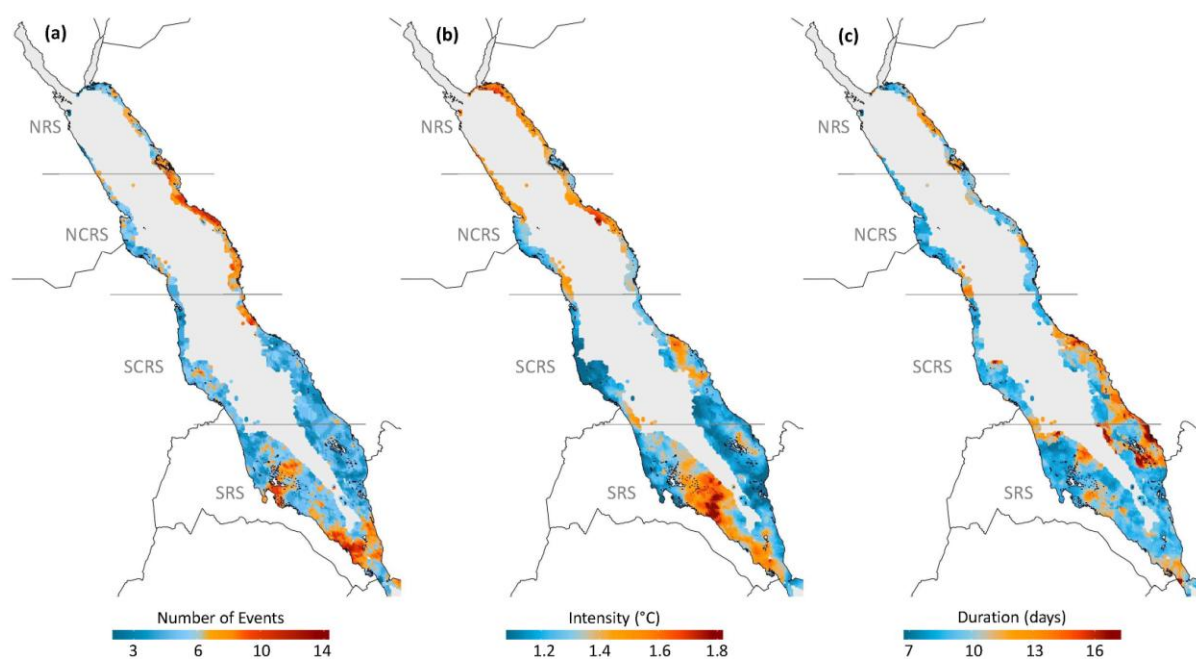 (a)
NRS
NCRS
SCRS
SRS
Number of Events
3 6 10 14
(b)
NRS
NCRS
SCRS
SRS
Intensity (°C)
1.2 1.4 1.6 1.8
(c)
NRS
NCRS
SCRS
SRS
Duration (days)
7 10 13 16